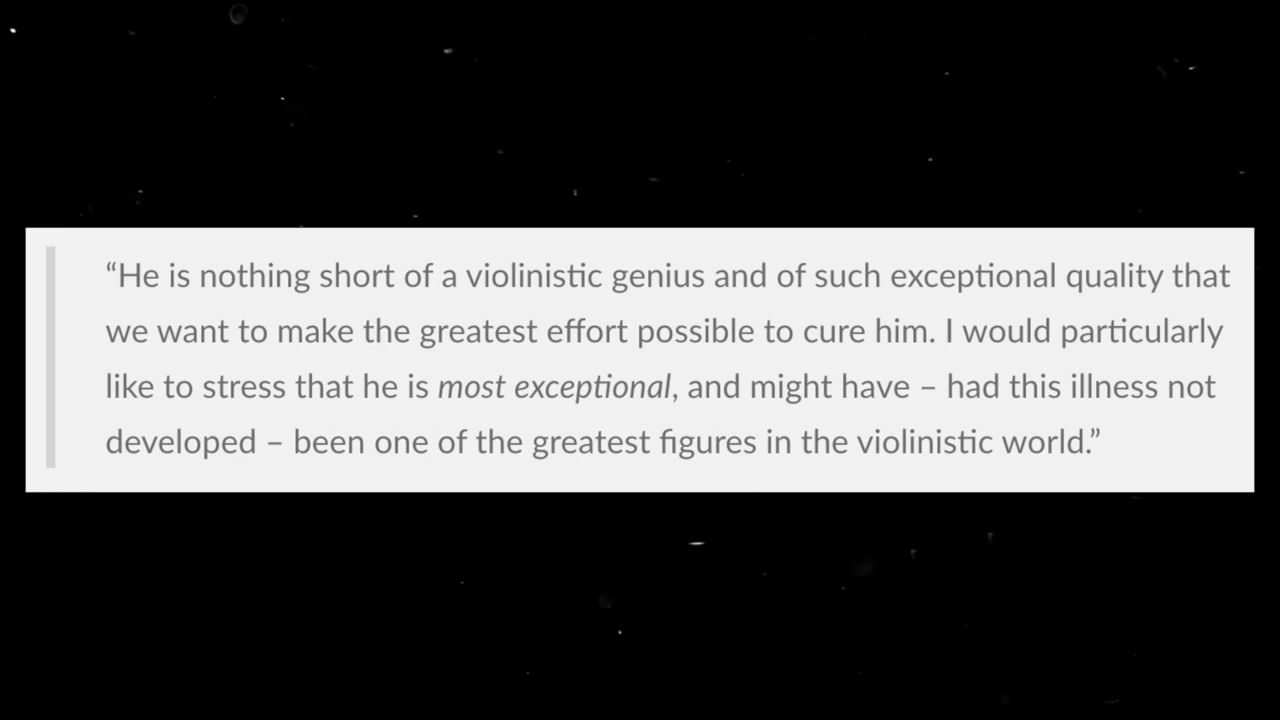 “He is nothing short of a violinistic genius and of such exceptional quality that
we want to make the greatest effort possible to cure him. I would particularly
like to stress that he is most exceptional, and might have – had this illness not
developed – been one of the greatest figures in the violinistic world.”